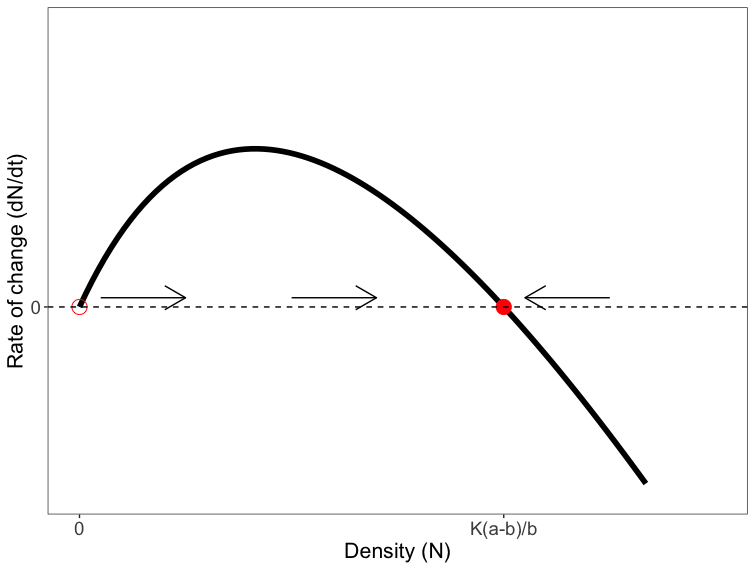 Rate of change (dN/dt)
0
0
K(a-b)/b
Density (N)